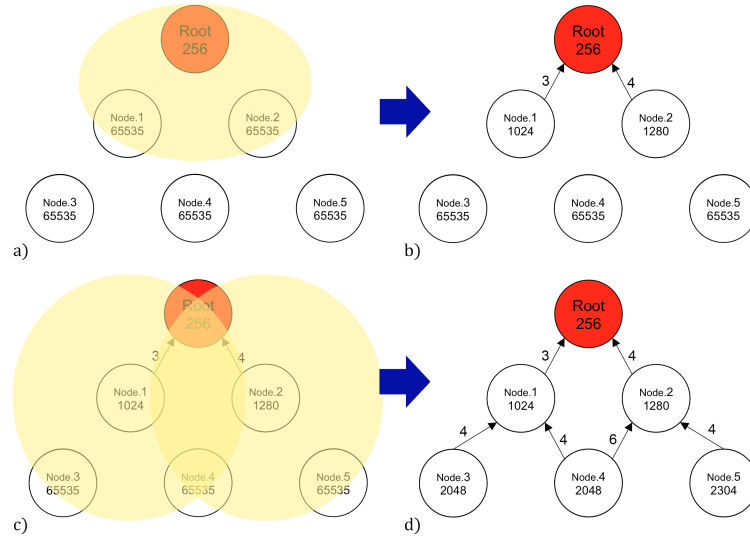 Root
256
Node.1
65535
Node.2
65535
Node.3
65535
Node.4
65535
Node.5
65535
a)
Root
256
3
4
Node.1
1024
Node.2
1280
Node.3
65535
Node.4
65535
Node.5
65535
b)
Root
256
3
4
Node.1
1024
Node.2
1280
Node.3
65535
Node.4
65535
Node.5
65535
c)
Root
256
3
4
Node.1
1024
Node.2
1280
4
4
6
4
Node.3
2048
Node.4
2048
Node.5
2304
d)